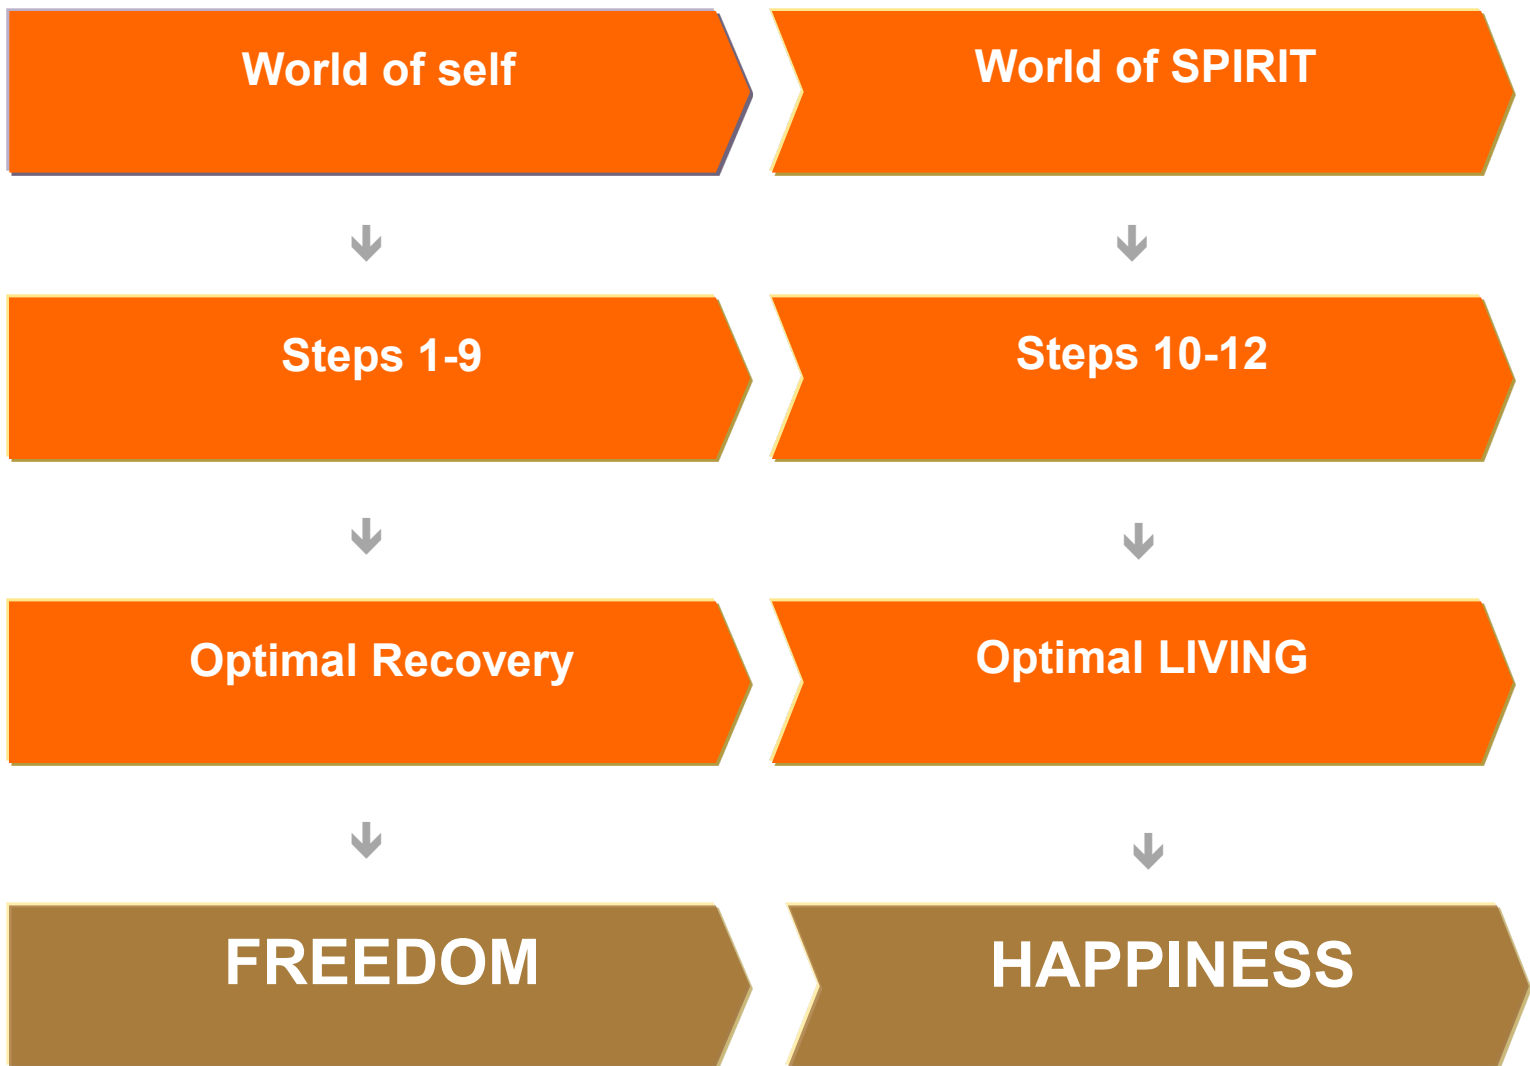 World of self
World of SPIRIT
Steps 1-9
Steps 10-12
Optimal Recovery
Optimal LIVING
FREEDOM
HAPPINESS